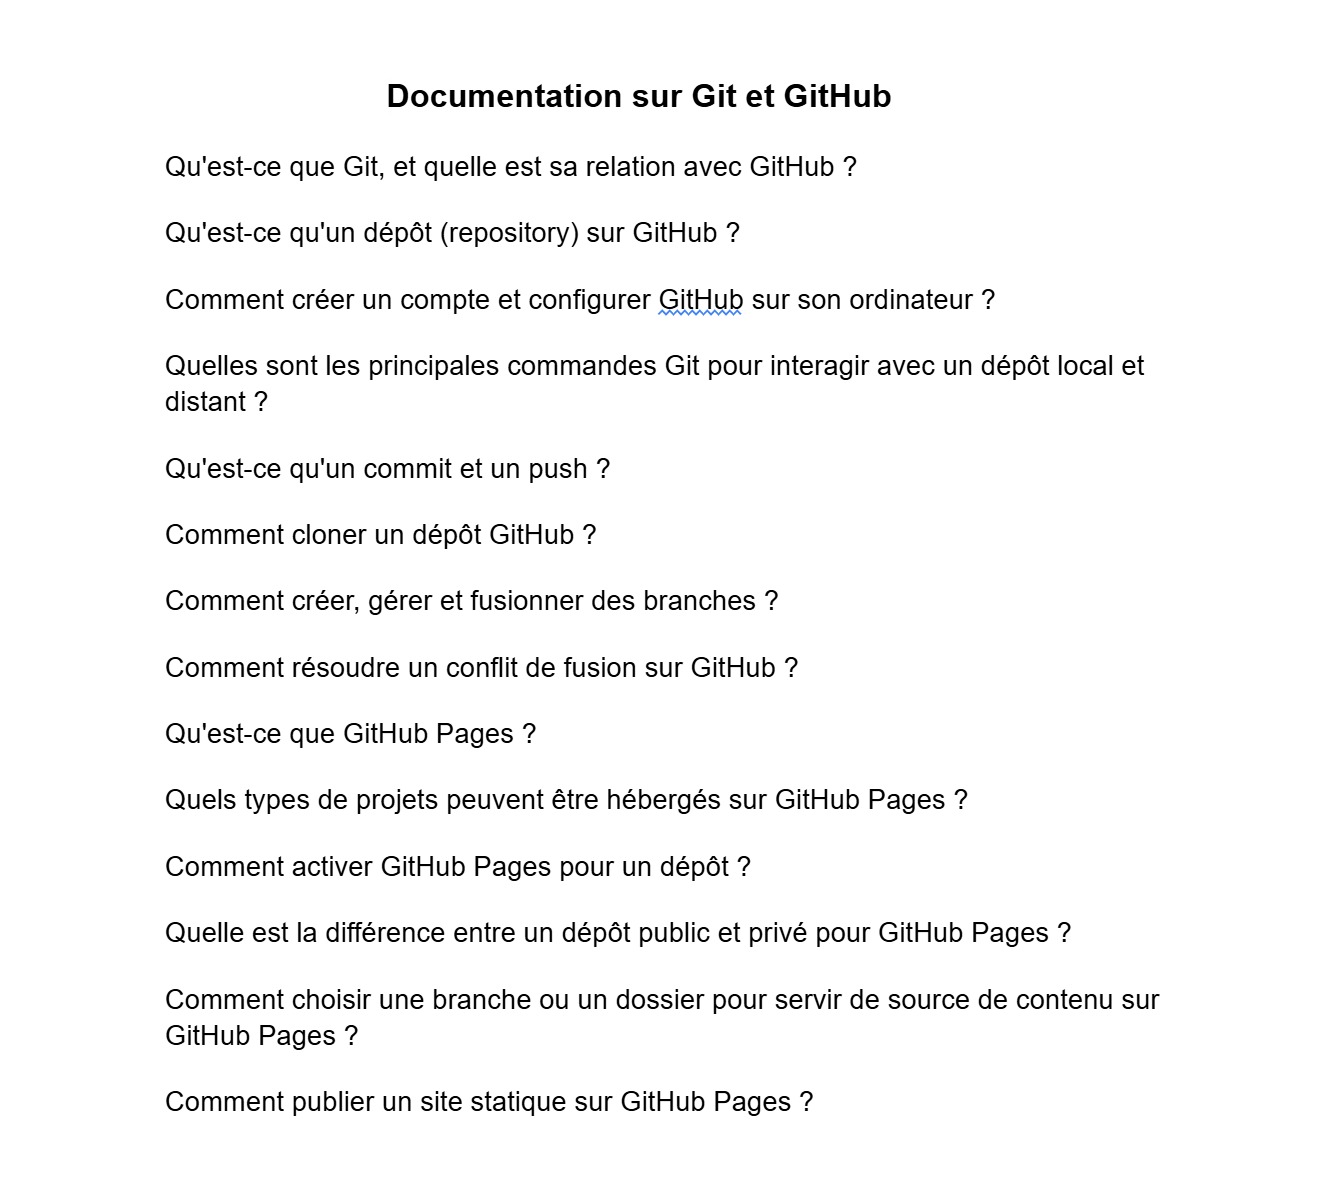 Documentation sur Git et GitHub
Qu'est-ce que Git, et quelle est sa relation avec GitHub ?
Qu'est-ce qu'un dépôt (repository) sur GitHub ?
Comment créer un compte et configurer GitHub sur son ordinateur ?
Quelles sont les principales commandes Git pour interagir avec un dépôt local et
distant ?
Qu'est-ce qu'un commit et un push ?
Comment cloner un dépôt GitHub ?
Comment créer, gérer et fusionner des branches ?
Comment résoudre un conflit de fusion sur GitHub ?
Qu'est-ce que GitHub Pages ?
Quels types de projets peuvent être hébergés sur GitHub Pages ?
Comment activer GitHub Pages pour un dépôt ?
Quelle est la différence entre un dépôt public et privé pour GitHub Pages ?
Comment choisir une branche ou un dossier pour servir de source de contenu sur
GitHub Pages ?
Comment publier un site statique sur GitHub Pages ?